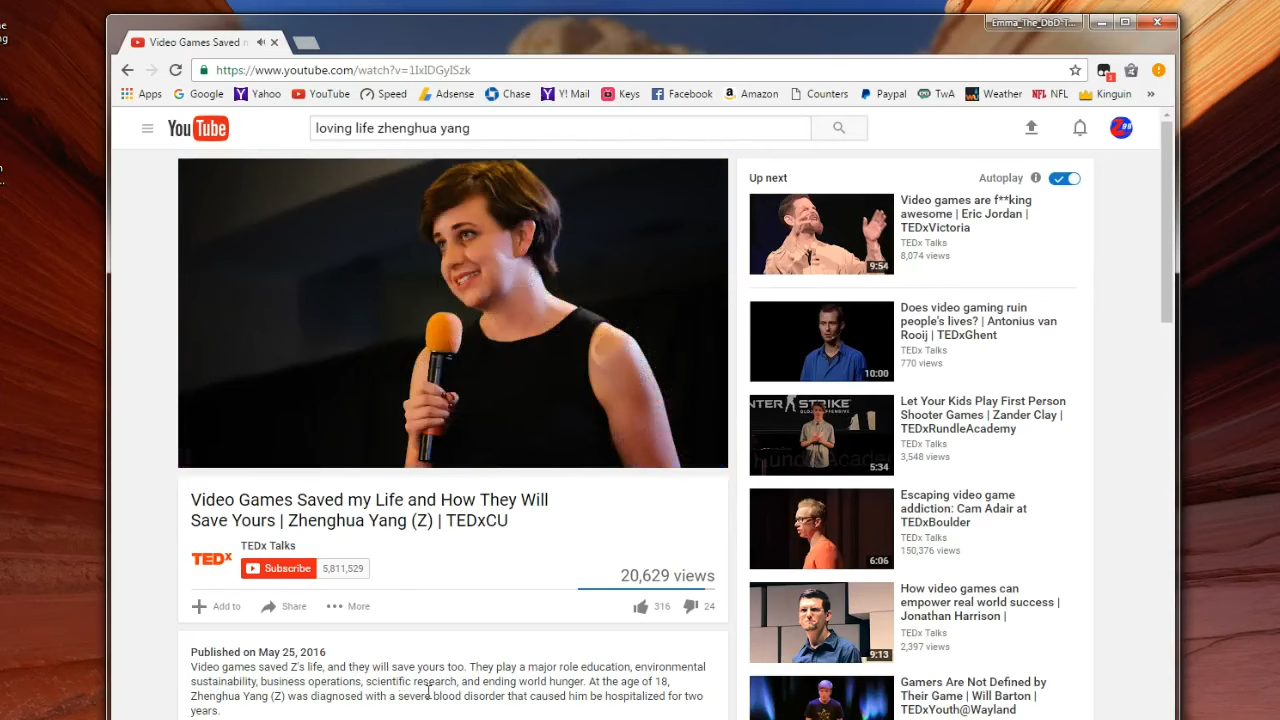 Emma_The_DbD-T...
Video Games Saved
https://www.youtube.com/watch?v=1IxIDGyISzk
Apps Google Yahoo YouTube Speed Adsense Chase Y! Mail Keys Facebook Amazon Counters Paypal TwA Weather NFL Kinguin »
YouTube
loving life zhenghua yang
Up next
Autoplay
Video games are f**king
awesome | Eric Jordan |
TEDxVictoria
TEDx Talks
8,074 views
9:54
Does video gaming ruin
people's lives? | Antonius van
Rooij | TEDxGhent
TEDx Talks
770 views
10:00
Let Your Kids Play First Person
Shooter Games | Zander Clay |
TEDxRundleAcademy
TEDx Talks
3,548 views
5:34
Escaping video game
addiction: Cam Adair at
TEDxBoulder
TEDx Talks
150,376 views
6:06
How video games can
empower real world success |
Jonathan Harrison |
TEDx Talks
2,397 views
9:13
Gamers Are Not Defined by
Their Game | Will Barton |
TEDxYouth@Wayland
Video Games Saved my Life and How They Will
Save Yours | Zhenghua Yang (Z) | TEDxCU
TEDx
TEDx Talks
Subscribe 5,811,529
20,629 views
Add to Share More 316 24
Published on May 25, 2016
Video games saved Z's life, and they will save yours too. They play a major role education, environmental
sustainability, business operations, scientific research, and ending world hunger. At the age of 18,
Zhenghua Yang (Z) was diagnosed with a severe blood disorder that caused him be hospitalized for two
years.